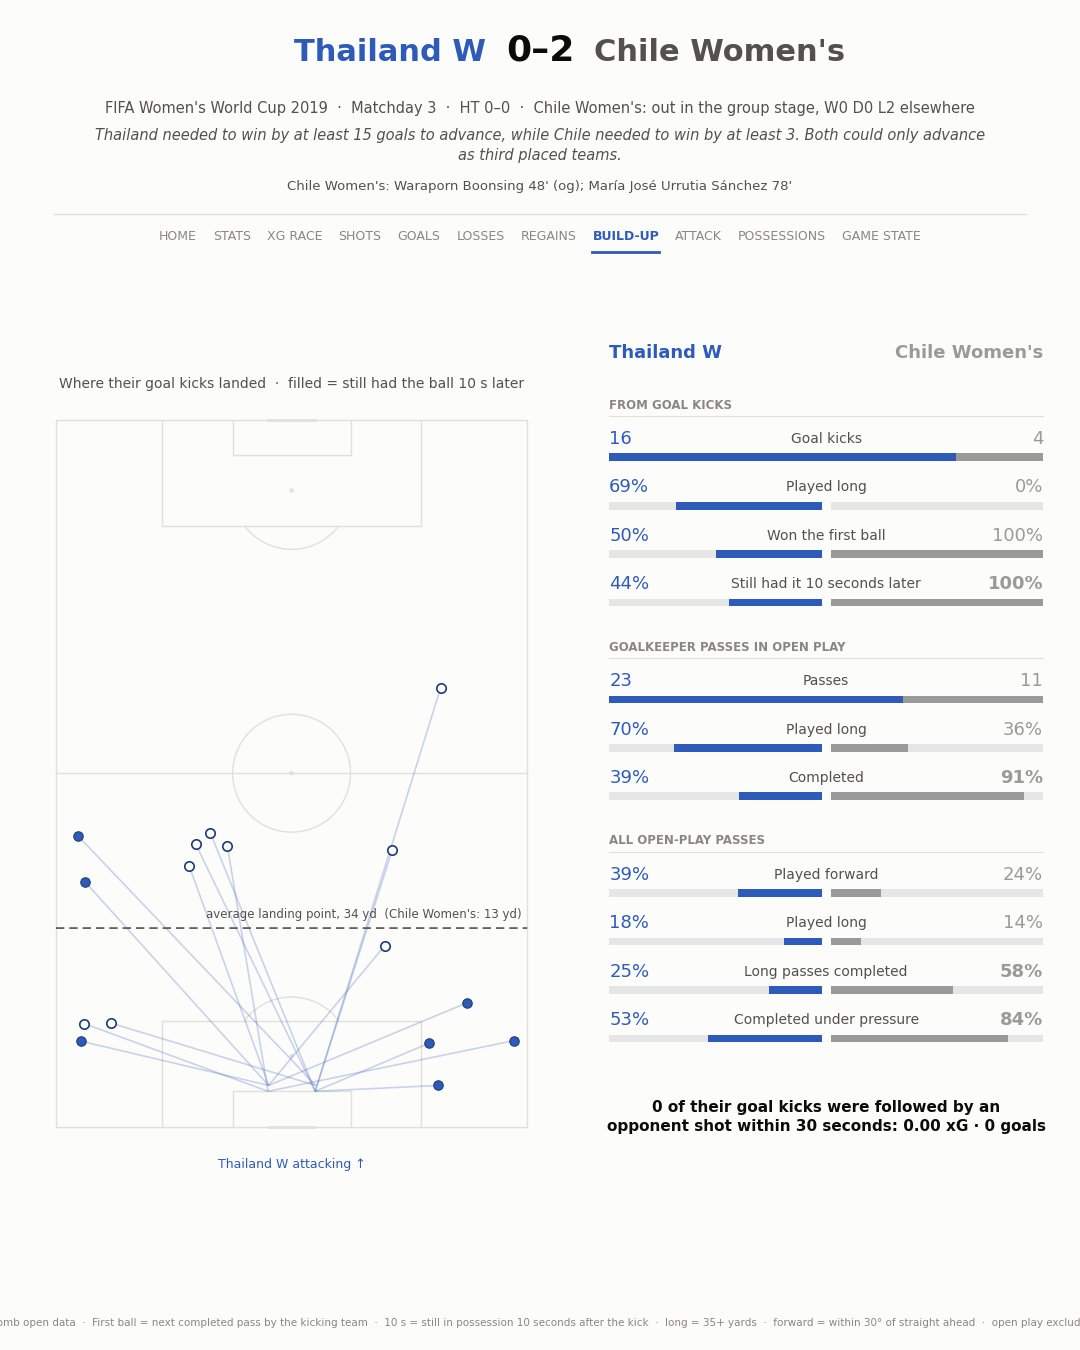 Thailand W 0–2 Chile Women's
FIFA Women's World Cup 2019 · Matchday 3 · HT 0–0 · Chile Women's: out in the group stage, W0 D0 L2 elsewhere
Thailand needed to win by at least 15 goals to advance, while Chile needed to win by at least 3. Both could only advance
as third placed teams.
Chile Women's: Waraporn Boonsing 48' (og); María José Urrutia Sánchez 78'
HOME STATS XG RACE SHOTS GOALS LOSSES REGAINS BUILD-UP ATTACK POSSESSIONS GAME STATE
Where their goal kicks landed · filled = still had the ball 10 s later
average landing point, 34 yd (Chile Women's: 13 yd)
Thailand W attacking ↑
Thailand W Chile Women's
FROM GOAL KICKS
16 Goal kicks 4
69% Played long 0%
50% Won the first ball 100%
44% Still had it 10 seconds later 100%
GOALKEEPER PASSES IN OPEN PLAY
23 Passes 11
70% Played long 36%
39% Completed 91%
ALL OPEN-PLAY PASSES
39% Played forward 24%
18% Played long 14%
25% Long passes completed 58%
53% Completed under pressure 84%
0 of their goal kicks were followed by an
opponent shot within 30 seconds: 0.00 xG · 0 goals
omb open data · First ball = next completed pass by the kicking team · 10 s = still in possession 10 seconds after the kick · long = 35+ yards · forward = within 30° of straight ahead · open play exclud